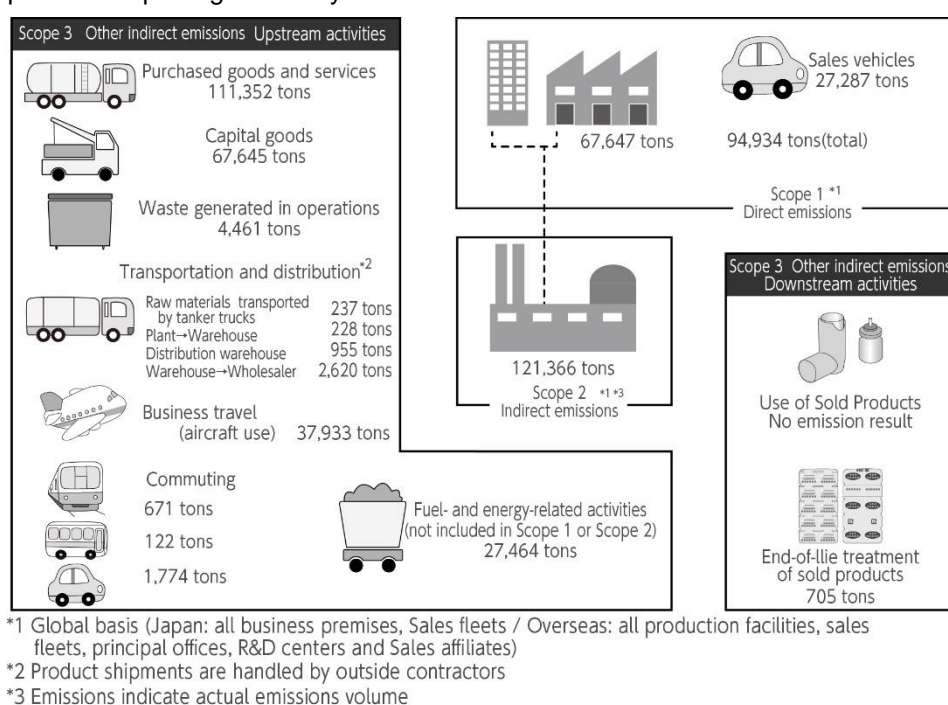 Scope 3 Other indirect emissions Upstream activities
Purchased goods and services
111,352 tons
Capital goods
67,645 tons
Waste generated in operations
4,461 tons
Transportation and distribution*2
Raw materials transported
by tanker trucks
237 tons
Plant→Warehouse
228 tons
Distribution warehouse
955 tons
Warehouse→Wholesaler
2,620 tons
Business travel
(aircraft use) 37,933 tons
Commuting
671 tons
122 tons
1,774 tons
Fuel- and energy-related activities
(not included in Scope 1 or Scope 2)
27,464 tons
67,647 tons
Sales vehicles
27,287 tons
94,934 tons(total)
Scope 1 *1
Direct emissions
121,366 tons
Scope 2 *1 *3
Indirect emissions
Scope 3 Other indirect emissions
Downstream activities
Use of Sold Products
No emission result
End-of-llie treatment
of sold products
705 tons
*1 Global basis (Japan: all business premises, Sales fleets / Overseas: all production facilities, sales
fleets, principal offices, R&D centers and Sales affiliates)
*2 Product shipments are handled by outside contractors
*3 Emissions indicate actual emissions volume